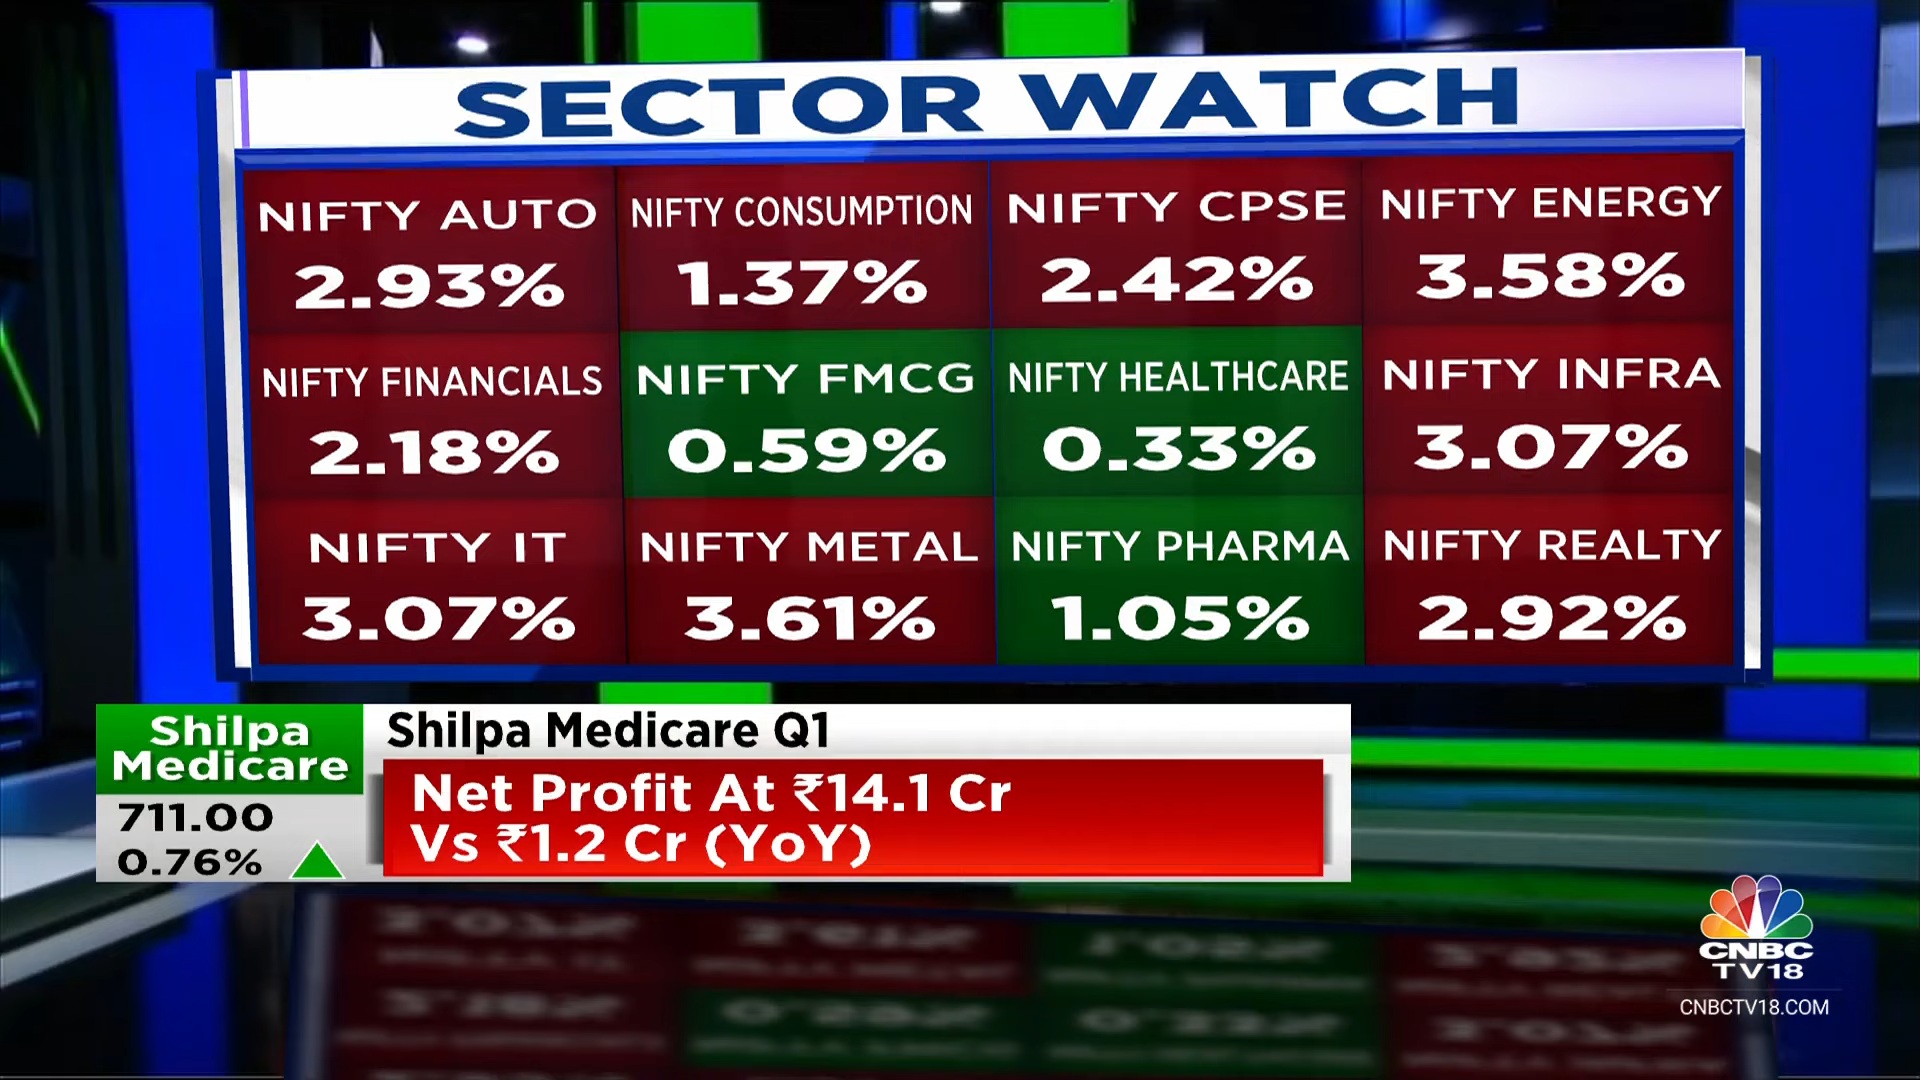 SECTOR WATCH
NIFTY AUTO
2.93%
NIFTY CONSUMPTION
1.37%
NIFTY CPSE
2.42%
NIFTY ENERGY
3.58%
NIFTY FINANCIALS
2.18%
NIFTY FMCG
0.59%
NIFTY HEALTHCARE
0.33%
NIFTY INFRA
3.07%
NIFTY IT
3.07%
NIFTY METAL
3.61%
NIFTY PHARMA
1.05%
NIFTY REALTY
2.92%
Shilpa
Medicare
711.00
0.76%
Shilpa Medicare Q1
Net Profit At ₹14.1 Cr
Vs ₹1.2 Cr (YoY)
CNBC
TV18
CNBCTV18.COM